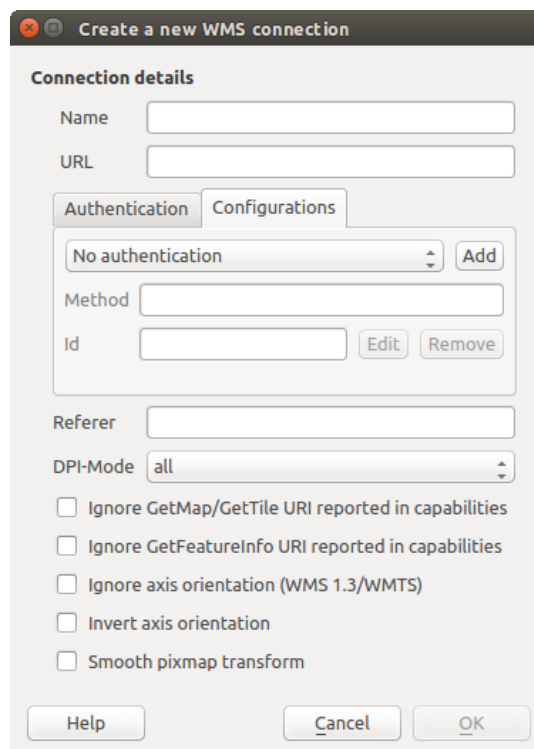 Create a new WMS connection
Connection details
Name
URL
Authentication Configurations
No authentication Add
Method
Id Edit Remove
Referer
DPI-Mode all
Ignore GetMap/GetTile URI reported in capabilities
Ignore GetFeatureInfo URI reported in capabilities
Ignore axis orientation (WMS 1.3/WMTS)
Invert axis orientation
Smooth pixmap transform
Help Cancel OK